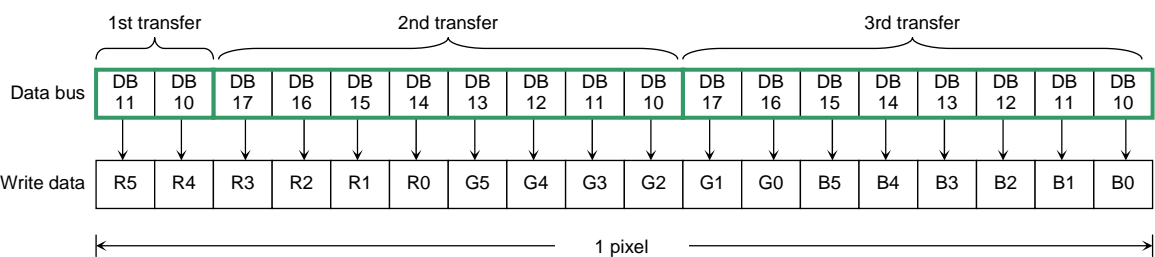 1st transfer 2nd transfer 3rd transfer
Data bus DB 11 DB 10 DB 17 DB 16 DB 15 DB 14 DB 13 DB 12 DB 11 DB 10 DB 17 DB 16 DB 15 DB 14 DB 13 DB 12 DB 11 DB 10
Write data R5 R4 R3 R2 R1 R0 G5 G4 G3 G2 G1 G0 B5 B4 B3 B2 B1 B0
1 pixel